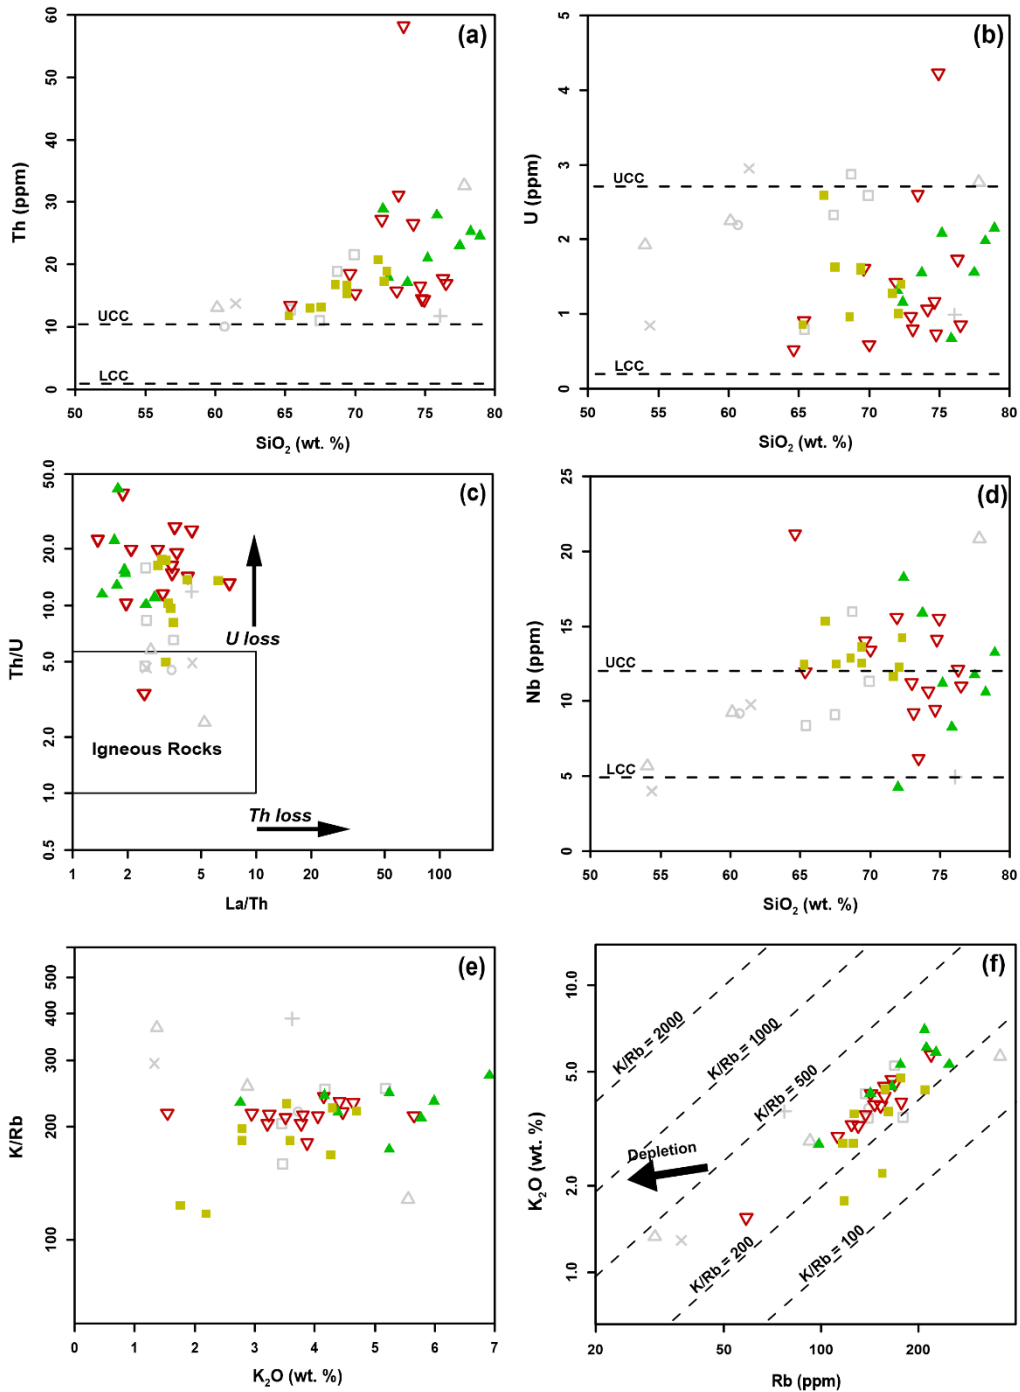 (a)
Th (ppm)
60
50
40
30
20
10
0
UCC
LCC
50 55 60 65 70 75 80
SiO2 (wt. %)
(b)
U (ppm)
5
4
3
2
1
0
UCC
LCC
50 55 60 65 70 75 80
SiO2 (wt. %)
(c)
Th/U
50.0
20.0
10.0
5.0
2.0
1.0
0.5
U loss
Igneous Rocks
Th loss
1 2 5 10 20 50 100
La/Th
(d)
Nb (ppm)
25
20
15
10
5
0
UCC
LCC
50 55 60 65 70 75 80
SiO2 (wt. %)
(e)
K/Rb
500
400
300
200
100
0 1 2 3 4 5 6 7
K2O (wt. %)
(f)
K2O (wt. %)
10.0
5.0
2.0
1.0
K/Rb = 2000
K/Rb = 1000
K/Rb = 500
Depletion
K/Rb = 200
K/Rb = 100
20 100 200
Rb (ppm)